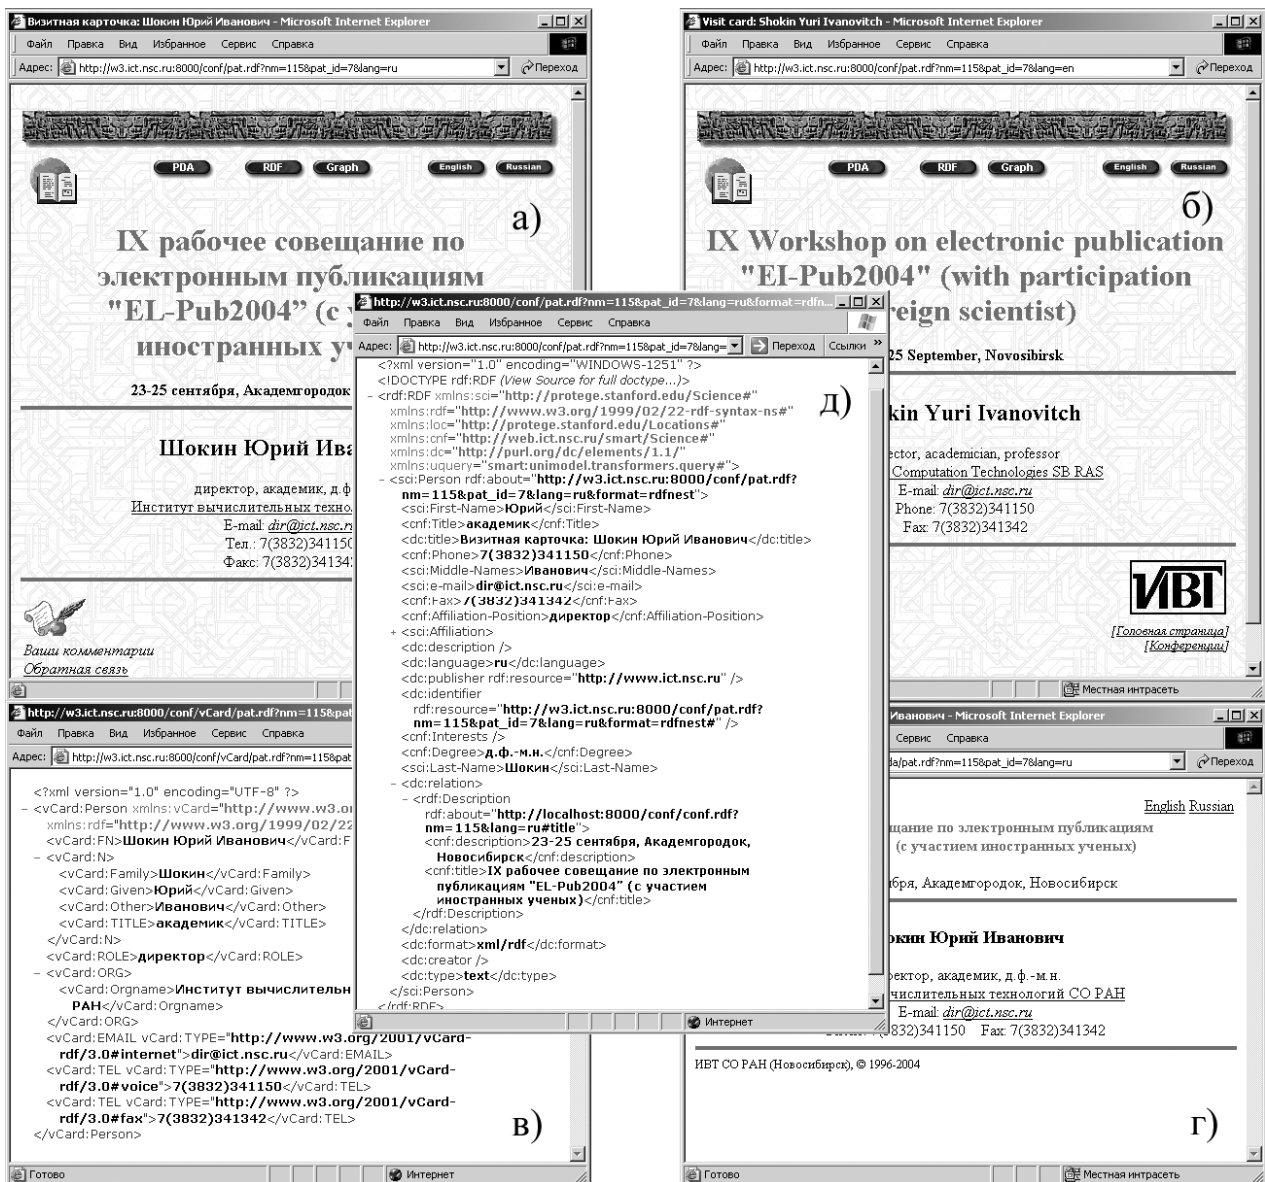 Визитная карточка: Шокин Юрий Иванович - Microsoft Internet Explorer
Файл Правка Вид Избранное Сервис Справка
Адрес: http://w3.ict.nsc.ru:8000/conf/pat.rdf?nm=115&pat_id=7&lang=ru Переход
PDA RDF Graph English Russian
а)
IX рабочее совещание по
электронным публикациям
"EL-Pub2004” (с
иностранных
23-25 сентября, Академгородок
Шокин Юрий
директор, академик,
Институт вычислительных
E-mail: dir@ict.nsc.ru
Тел.: 7(3832)341150
Факс: 7(3832)34134
Ваши комментарии
Обратная связь
Visit card: Shokin Yuri Ivanovitch - Microsoft Internet Explorer
Файл Правка Вид Избранное Сервис Справка
Адрес: http://w3.ict.nsc.ru:8000/conf/pat.rdf?nm=115&pat_id=7&lang=en Переход
PDA RDF Graph English Russian
б)
IX Workshop on electronic publication
"El-Pub2004" (with participation
reign scientist)
25 September, Novosibirsk
kin Yuri Ivanovitch
ector, academician, professor
Computation Technologies SB RAS
E-mail: dir@ict.nsc.ru
Phone: 7(3832)341150
Fax: 7(3832)341342
ИВТ
[Головная страница]
[Конференции]
Местная интрасеть
http://w3.ict.nsc.ru:8000/conf/pat.rdf?nm=115&pat_id=7&lang=ru&format=rdfn...
Файл Правка Вид Избранное Сервис Справка
Адрес: http://w3.ict.nsc.ru:8000/conf/pat.rdf?nm=115&pat_id=7&lang= Переход Ссылки »
д)
<?xml version="1.0" encoding="WINDOWS-1251" ?>
<!DOCTYPE rdf:RDF (View Source for full doctype...)>
- <rdf:RDF xmlns:sci="http://protege.stanford.edu/Science#"
xmlns:rdf="http://www.w3.org/1999/02/22-rdf-syntax-ns#"
xmlns:loc="http://protege.stanford.edu/Locations#"
xmlns:cnf="http://web.ict.nsc.ru/smart/Science#"
xmlns:dc="http://purl.org/dc/elements/1.1/"
xmlns:uquery="smart:unimodel.transformers.query#">
- <sci:Person rdf:about="http://w3.ict.nsc.ru:8000/conf/pat.rdf?
nm=115&pat_id=7&lang=ru&format=rdfnest">
<sci:First-Name>Юрий</sci:First-Name>
<cnf:Title>академик</cnf:Title>
<dc:title>Визитная карточка: Шокин Юрий Иванович</dc:title>
<cnf:Phone>7(3832)341150</cnf:Phone>
<sci:Middle-Names>Иванович</sci:Middle-Names>
<sci:e-mail>dir@ict.nsc.ru</sci:e-mail>
<cnf:Fax>7(3832)341342</cnf:Fax>
<cnf:Affiliation-Position>директор</cnf:Affiliation-Position>
+ <sci:Affiliation>
<dc:description />
<dc:language>ru</dc:language>
<dc:publisher rdf:resource="http://www.ict.nsc.ru" />
<dc:identifier
rdf:resource="http://w3.ict.nsc.ru:8000/conf/pat.rdf?
nm=115&pat_id=7&lang=ru&format=rdfnest#" />
<cnf:Interests />
<cnf:Degree>д.ф.-м.н.</cnf:Degree>
<sci:Last-Name>Шокин</sci:Last-Name>
- <dc:relation>
- <rdf:Description
rdf:about="http://localhost:8000/conf/conf.rdf?
nm=115&lang=ru#title">
<cnf:description>23-25 сентября, Академгородок,
Новосибирск</cnf:description>
<cnf:title>IX рабочее совещание по электронным
публикациям "EL-Pub2004” (с участием
иностранных ученых)</cnf:title>
</rdf:Description>
</dc:relation>
<dc:format>xml/rdf</dc:format>
<dc:creator />
<dc:type>text</dc:type>
</sci:Person>
</rdf:RDF>
Интернет
http://w3.ict.nsc.ru:8000/conf/vCard/pat.rdf?nm=115&pat
Файл Правка Вид Избранное Сервис Справка
Адрес: http://w3.ict.nsc.ru:8000/conf/vCard/pat.rdf?nm=115&pat
<?xml version="1.0" encoding="UTF-8" ?>
- <vCard:Person xmlns:vCard="http://www.w3.o
xmlns:rdf="http://www.w3.org/1999/02/22
<vCard:FN>Шокин Юрий Иванович</vCard:F
- <vCard:N>
<vCard:Family>Шокин</vCard:Family>
<vCard:Given>Юрий</vCard:Given>
<vCard:Other>Иванович</vCard:Other>
<vCard:TITLE>академик</vCard:TITLE>
</vCard:N>
<vCard:ROLE>директор</vCard:ROLE>
- <vCard:ORG>
<vCard:Orgname>Институт вычислительн
РАН</vCard:Orgname>
</vCard:ORG>
<vCard:EMAIL vCard:TYPE="http://www.w3.org/2001/vCard-
rdf/3.0#internet">dir@ict.nsc.ru</vCard:EMAIL>
<vCard:TEL vCard:TYPE="http://www.w3.org/2001/vCard-
rdf/3.0#voice">7(3832)341150</vCard:TEL>
<vCard:TEL vCard:TYPE="http://www.w3.org/2001/vCard-
rdf/3.0#fax">7(3832)341342</vCard:TEL>
</vCard:Person>
в)
Готово Интернет
Иванович - Microsoft Internet Explorer
Сервис Справка
da/pat.rdf?nm=115&pat_id=7&lang=ru Переход
English Russian
щание по электронным публикациям
(с участием иностранных ученых)
бря, Академгородок, Новосибирск
окин Юрий Иванович
ректор, академик, д.ф.-м.н.
числительных технологий СО РАН
E-mail: dir@ict.nsc.ru
7(3832)341150 Fax: 7(3832)341342
ИВТ СО РАН (Новосибирск), © 1996-2004
г)
Готово Местная интрасеть